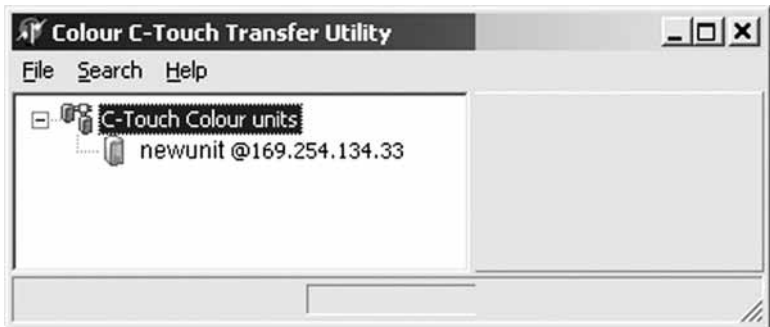 Colour C-Touch Transfer Utility
File Search Help
C-Touch Colour units
newunit @169.254.134.33